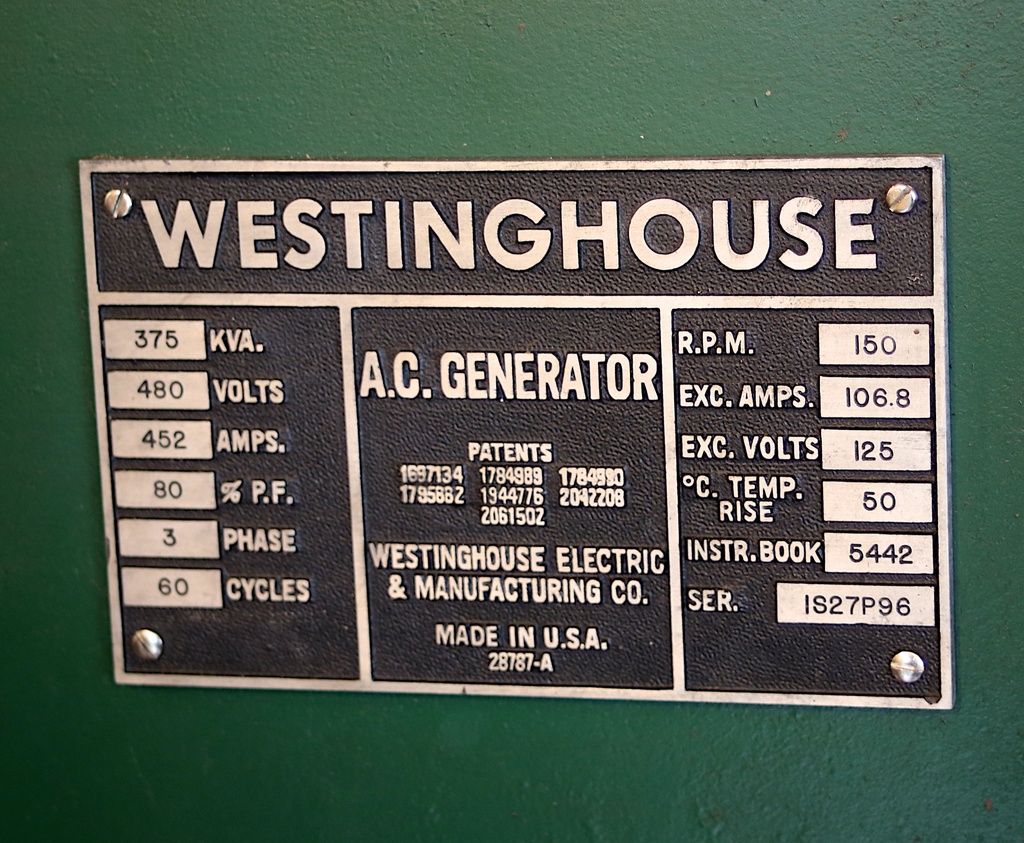 WESTINGHOUSE
375 KVA.
480 VOLTS
452 AMPS.
80 % P.F.
3 PHASE
60 CYCLES
A.C. GENERATOR
PATENTS
1697134 1784989
1944776 2042208
2061502
WESTINGHOUSE ELECTRIC
& MANUFACTURING CO.
MADE IN U.S.A.
28787-A
R.P.M. 150
EXC. AMPS. 106.8
EXC. VOLTS 125
°C. TEMP.
RISE 50
INSTR. BOOK 5442
SER. 1S27P96